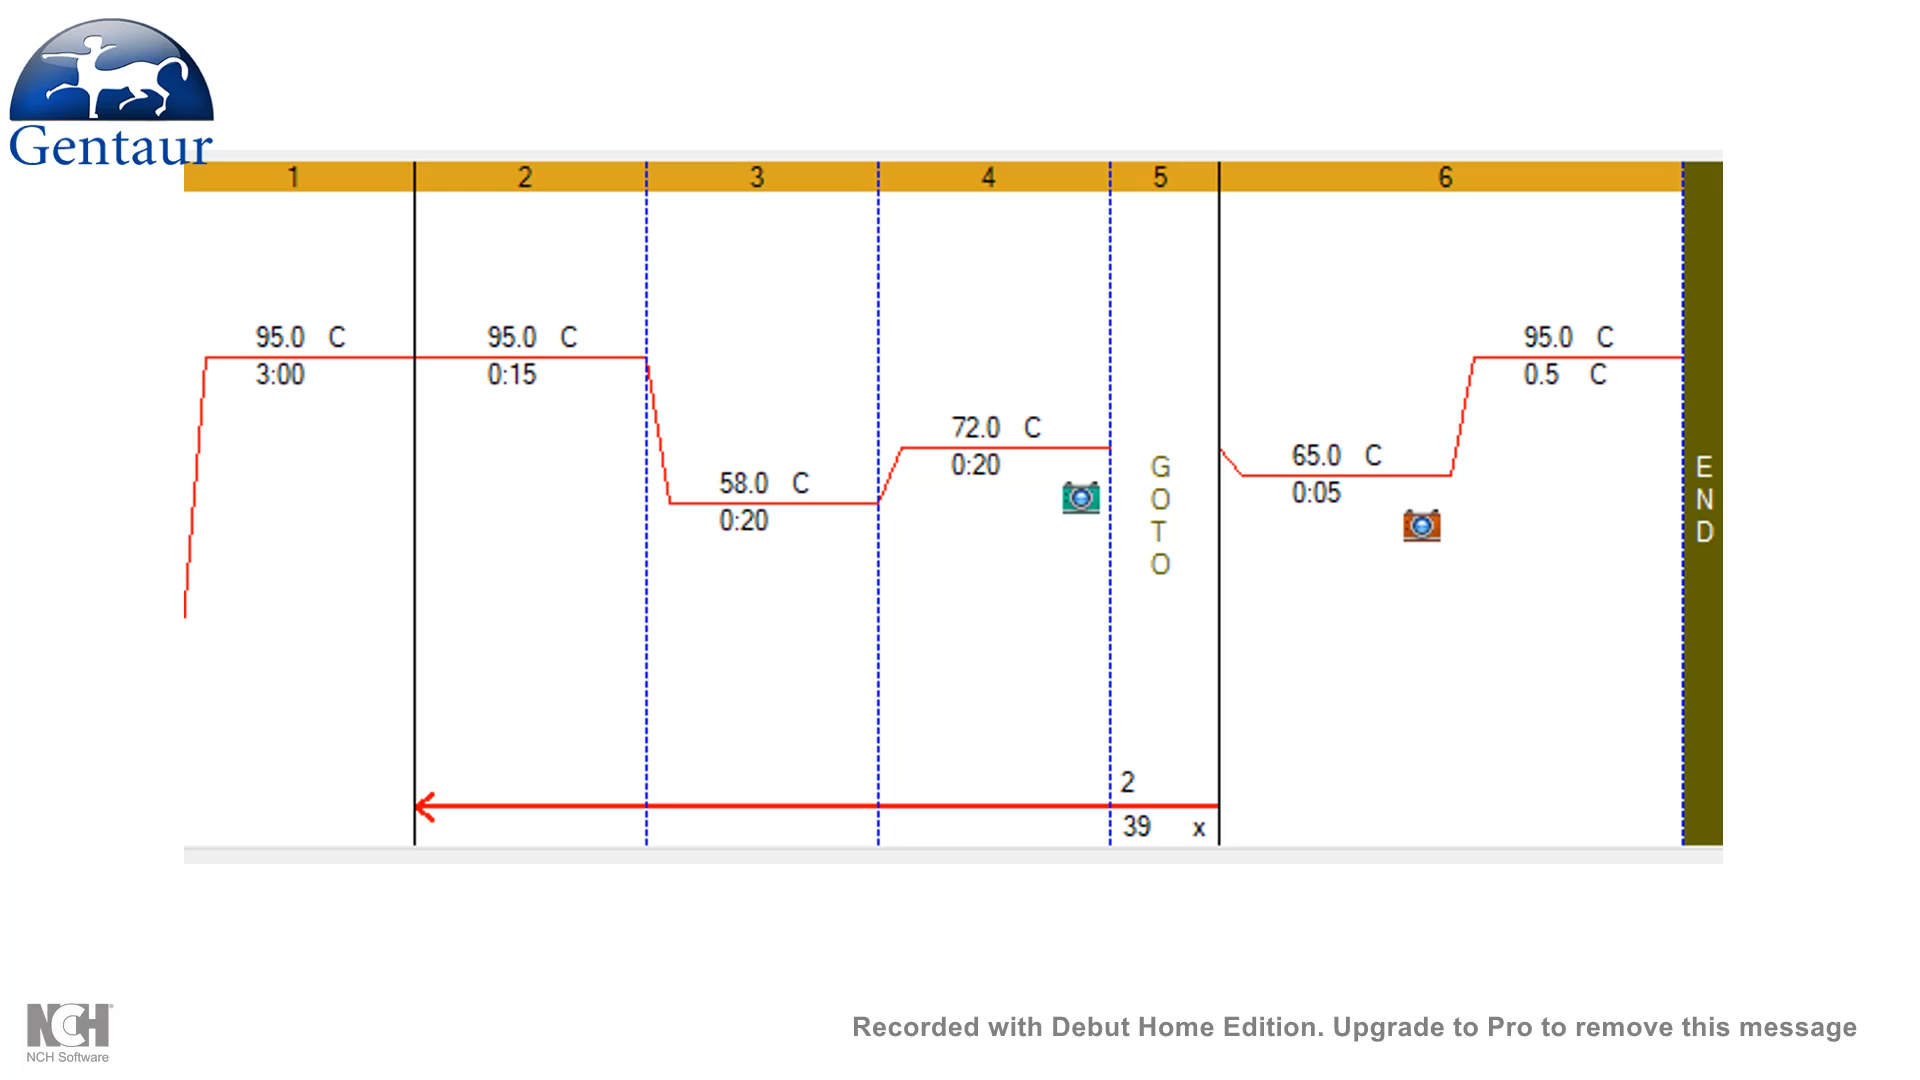 Gentaur
1 2 3 4 5 6
95.0 C
3:00
95.0 C
0:15
58.0 C
0:20
72.0 C
0:20
GOTO
2
39 x
65.0 C
0:05
95.0 C
0.5 C
END
NCH
NCH Software
Recorded with Debut Home Edition. Upgrade to Pro to remove this message